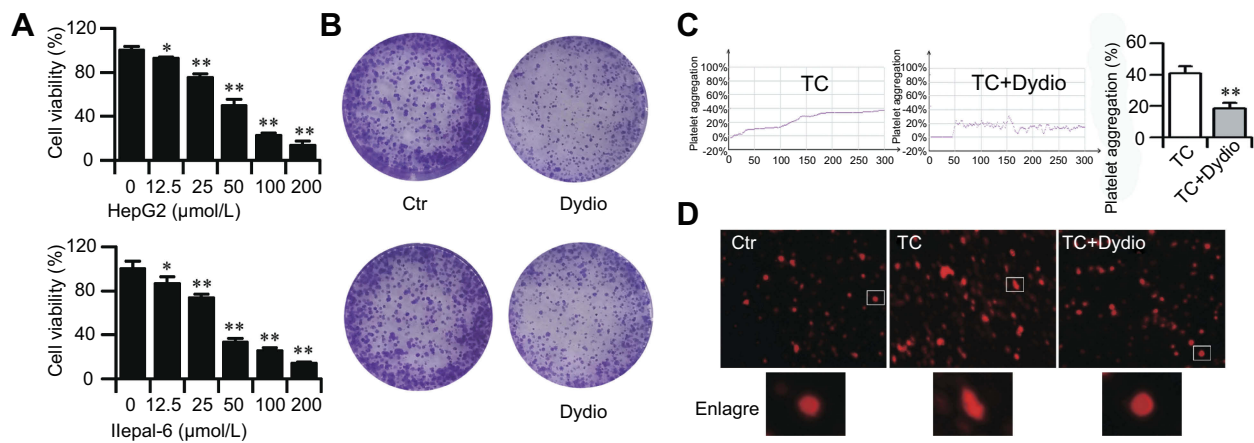 A
Cell viability (%)
120
80
40
0
* ** ** ** **
0 12.5 25 50 100 200
HepG2 (µmol/L)
Cell viability (%)
120
80
40
0
* ** ** ** **
0 12.5 25 50 100 200
Ilepal-6 (µmol/L)
B
Ctr Dydio
Dydio
C
Platelet aggregation
100%
80%
60%
-40%
-20%
-0%
-20%
TC
0 50 100 150 200 250 300
Platelet aggregation
100%
80%
60%
-40%
-20%
-0%
-20%
TC+Dydio
0 50 100 150 200 250 300
Platelet aggregation (%)
60
40
20
0
**
TC
TC+Dydio
D
Ctr TC TC+Dydio
Enlagre